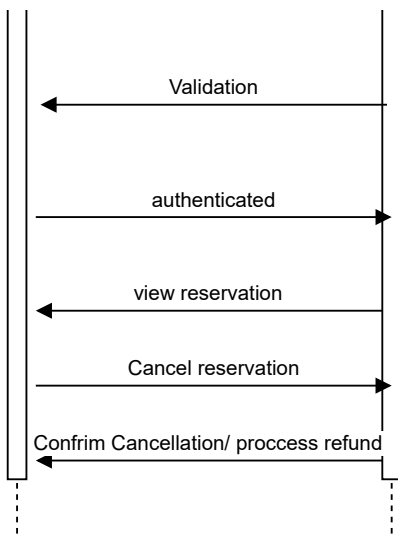 Validation
authenticated
view reservation
Cancel reservation
Confrim Cancellation/ proccess refund